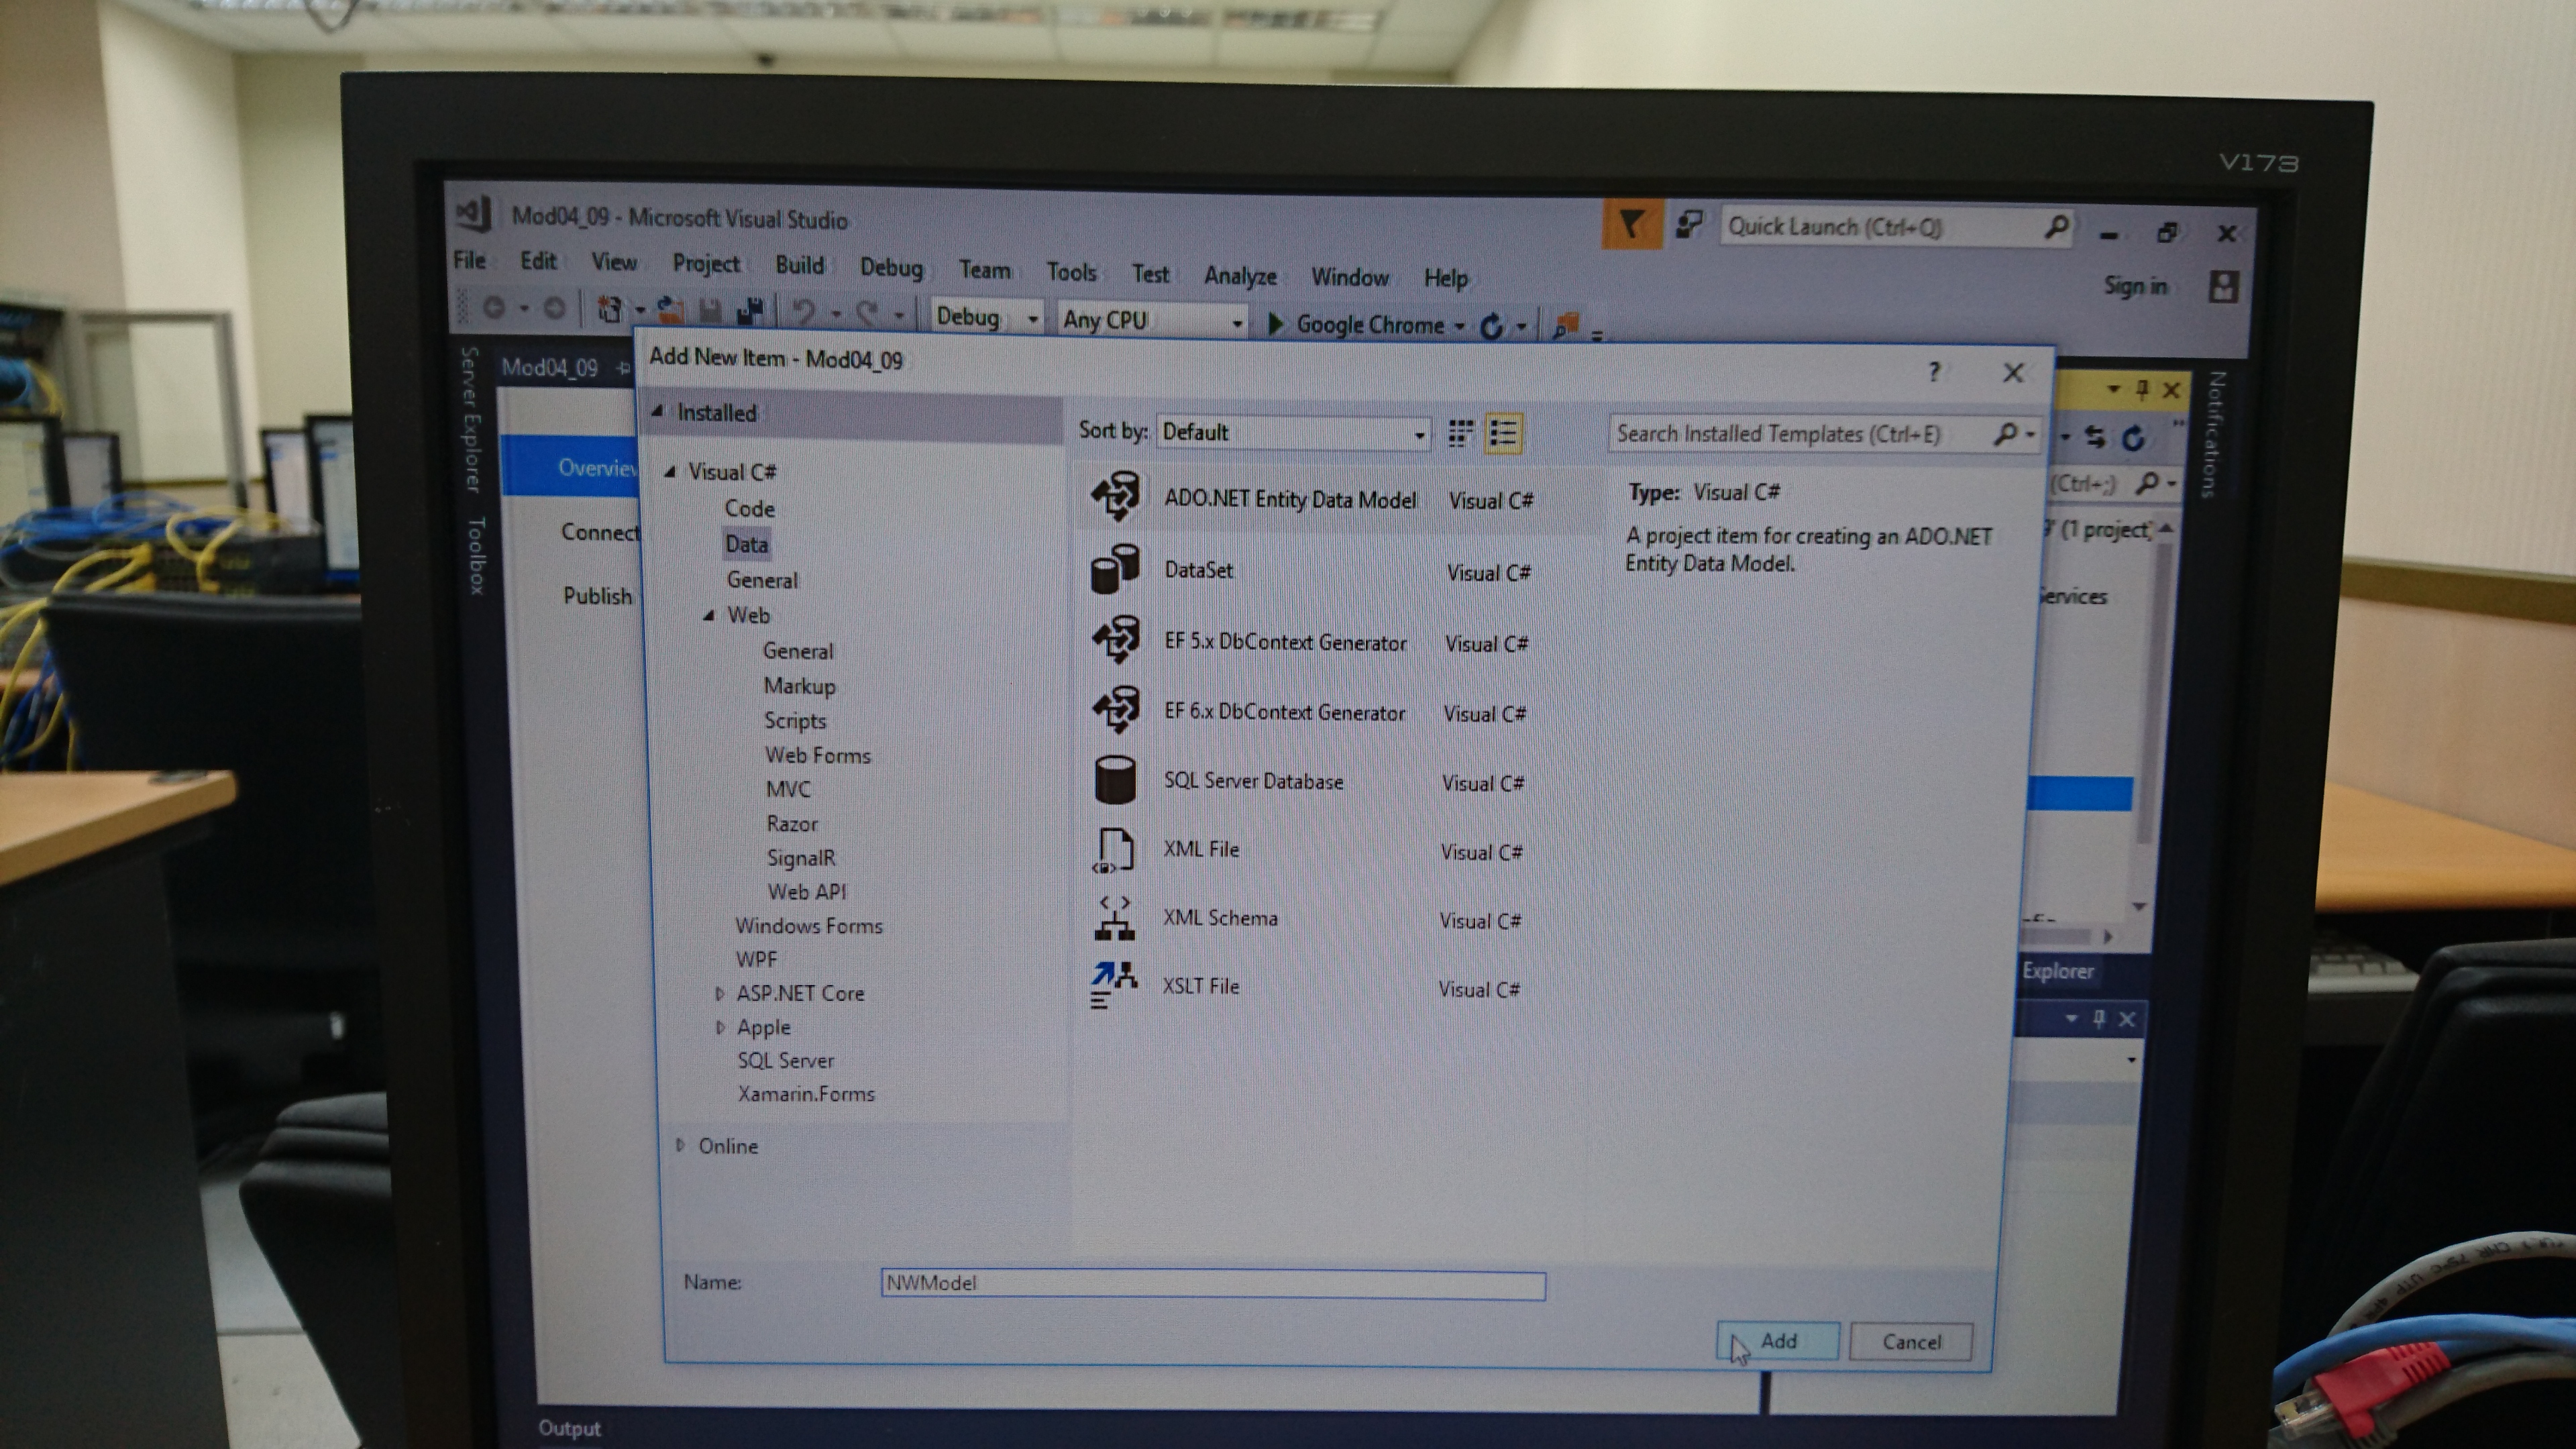 V173
Mod04_09 - Microsoft Visual Studio
Quick Launch (Ctrl+Q)
File Edit View Project Build Debug Team Tools Test Analyze Window Help
Sign in
Debug Any CPU Google Chrome
Server Explorer
Toolbox
Mod04_09
Overview
Connect
Publish
Add New Item - Mod04_09
?
Installed
Visual C#
Code
Data
General
Web
General
Markup
Scripts
Web Forms
MVC
Razor
SignalR
Web API
Windows Forms
WPF
ASP.NET Core
Apple
SQL Server
Xamarin.Forms
Online
Sort by: Default
ADO.NET Entity Data Model Visual C#
DataSet Visual C#
EF 5.x DbContext Generator Visual C#
EF 6.x DbContext Generator Visual C#
SQL Server Database Visual C#
XML File Visual C#
XML Schema Visual C#
XSLT File Visual C#
Search Installed Templates (Ctrl+E)
Type: Visual C#
A project item for creating an ADO.NET
Entity Data Model.
Name: NWModel
Add Cancel
Notifications
(Ctrl+;)
(1 project)
Services
Explorer
Output